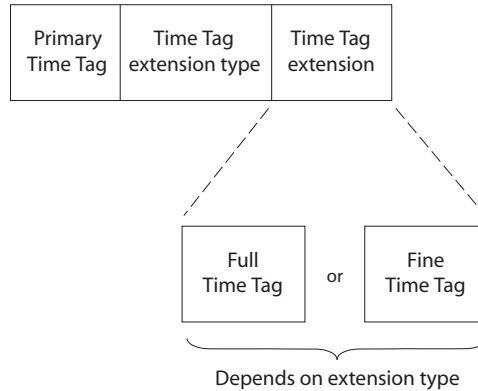 Primary
Time Tag
Time Tag
extension type
Time Tag
extension
Full
Time Tag
or
Fine
Time Tag
Depends on extension type